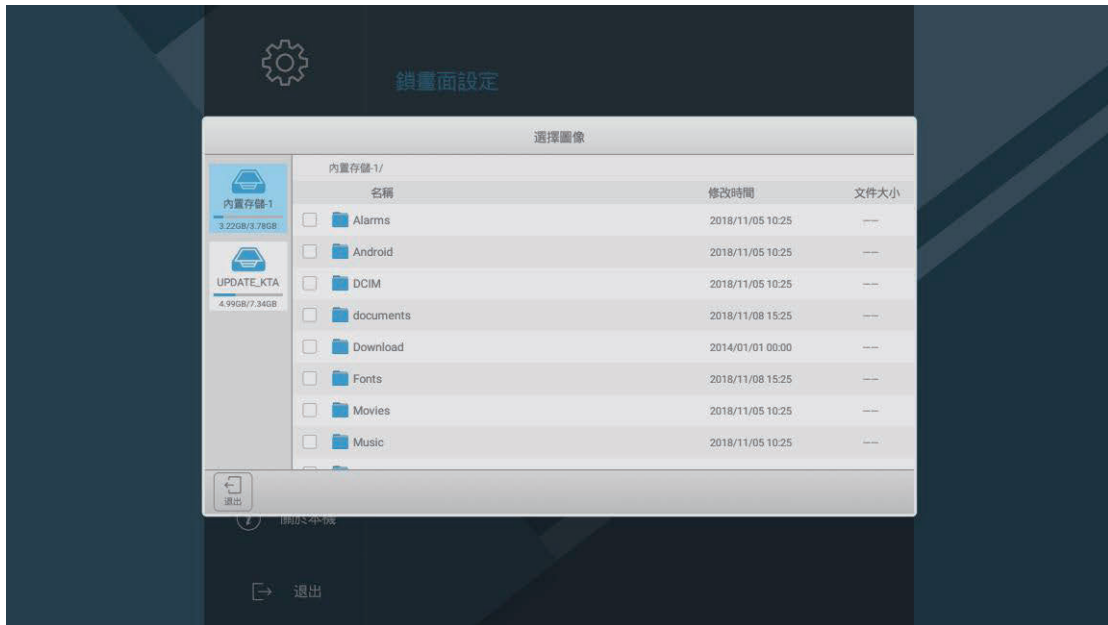 鎖畫面設定
選擇圖像
內置存儲-1/
名稱 修改時間 文件大小
內置存儲-1
3.22GB/3.78GB
UPDATE_KTA
4.99GB/7.34GB
Alarms 2018/11/05 10:25 ----
Android 2018/11/05 10:25 ----
DCIM 2018/11/05 10:25 ----
documents 2018/11/08 15:25 ----
Download 2014/01/01 00:00 ----
Fonts 2018/11/08 15:25 ----
Movies 2018/11/05 10:25 ----
Music 2018/11/05 10:25 ----
退出
關於本機
退出